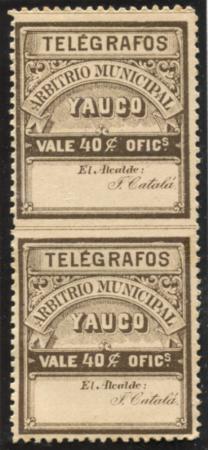 TELÉGRAFOS
ARBITRIO MUNICIPAL
YAUCO
VALE 40 ¢ OFICˢ
El Alcalde:
F. Catalá
TELÉGRAFOS
ARBITRIO MUNICIPAL
YAUCO
VALE 40 ¢ OFICˢ
El Alcalde:
F. Catalá.